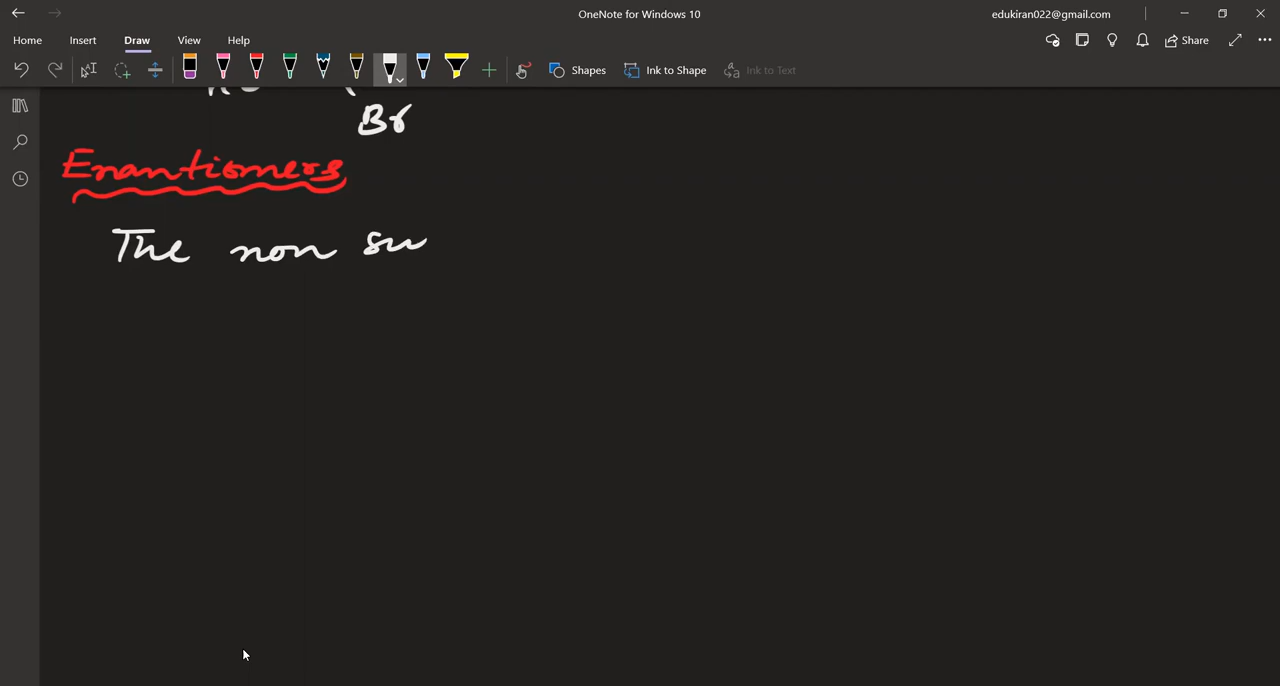 OneNote for Windows 10
edukiran022@gmail.com
Home Insert Draw View Help
Share
Shapes Ink to Shape Ink to Text
Br
Enantiomers
The non su